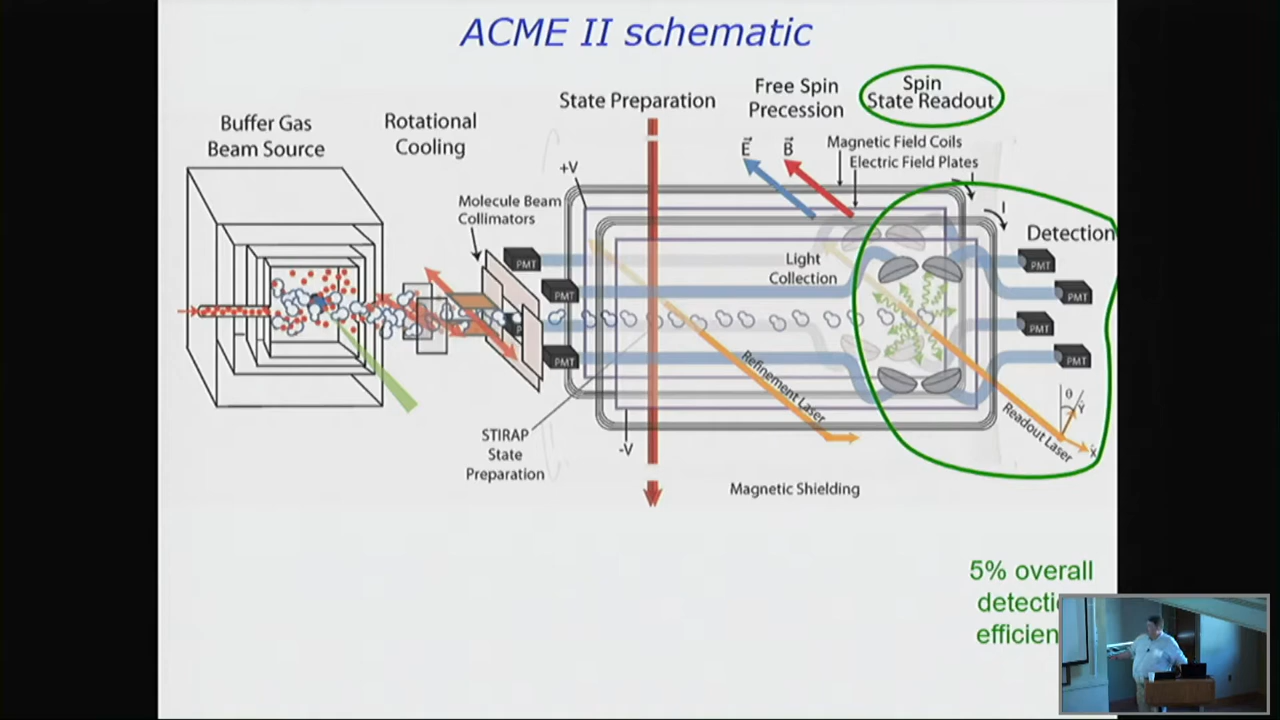 ACME II schematic
Buffer Gas
Beam Source
Rotational
Cooling
State Preparation
Free Spin
Precession
Spin
State Readout
Molecule Beam
Collimators
+V
E
B
Magnetic Field Coils
Electric Field Plates
Light
Collection
Detection
PMT
PMT
PMT
PMT
PMT
PMT
PMT
Refinement Laser
Readout Laser
θ
Y
X
STIRAP
State
Preparation
-V
Magnetic Shielding
5% overall